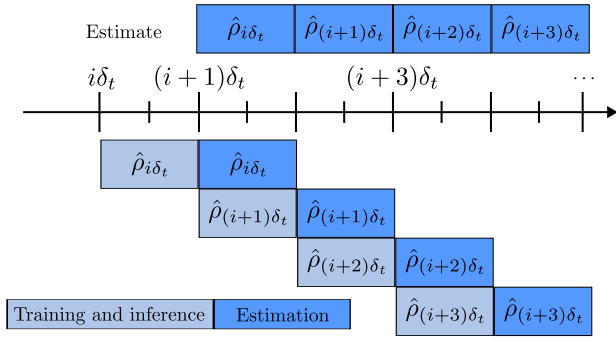 Estimate ρ̂_{iδ_t} ρ̂_{(i+1)δ_t} ρ̂_{(i+2)δ_t} ρ̂_{(i+3)δ_t}
iδ_t (i + 1)δ_t (i + 3)δ_t ⋯
ρ̂_{iδ_t} ρ̂_{iδ_t}
ρ̂_{(i+1)δ_t} ρ̂_{(i+1)δ_t}
ρ̂_{(i+2)δ_t} ρ̂_{(i+2)δ_t}
ρ̂_{(i+3)δ_t} ρ̂_{(i+3)δ_t}
Training and inference Estimation